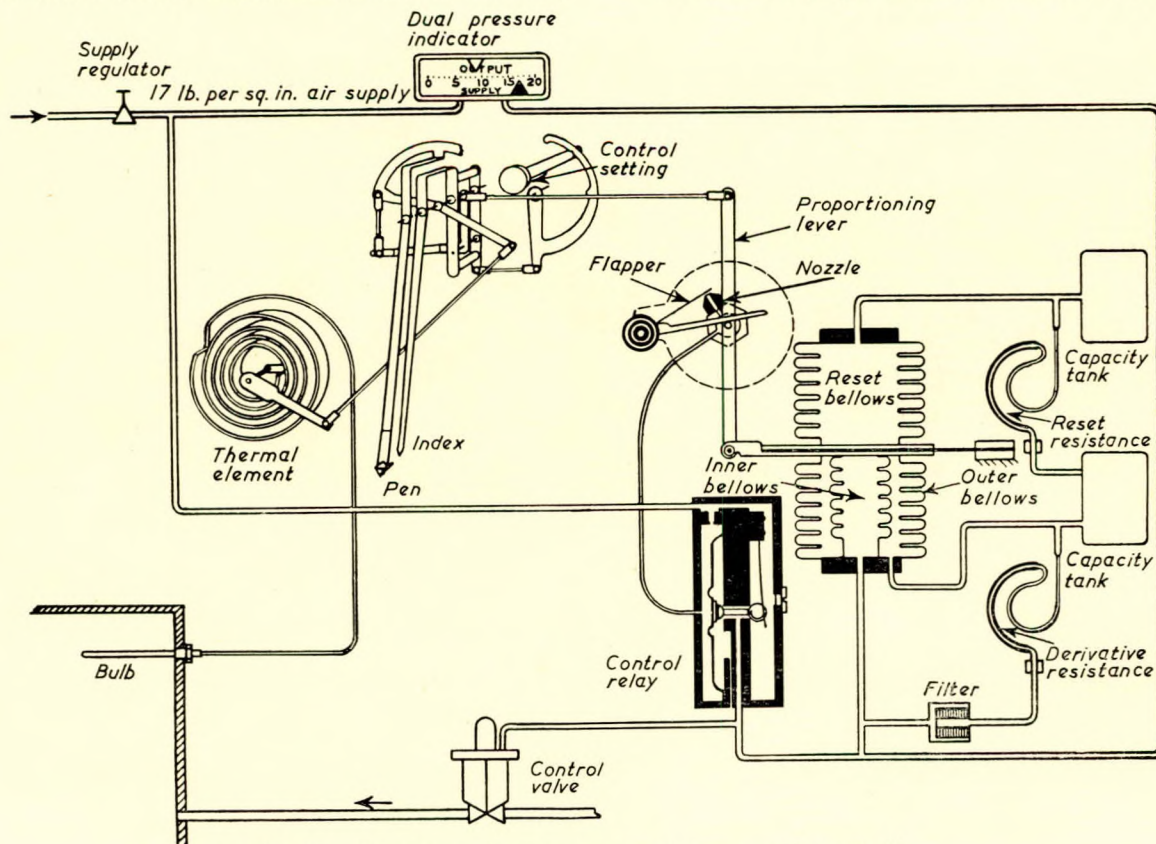 Dual pressure
indicator
Supply
regulator
OUTPUT
0 5 10 15 20
SUPPLY
17 lb. per sq. in. air supply
Control
setting
Proportioning
lever
Flapper
Nozzle
Capacity
tank
Reset
bellows
Reset
resistance
Thermal
element
Index
Pen
Inner
bellows
Outer
bellows
Capacity
tank
Derivative
resistance
Bulb
Control
relay
Filter
Control
valve